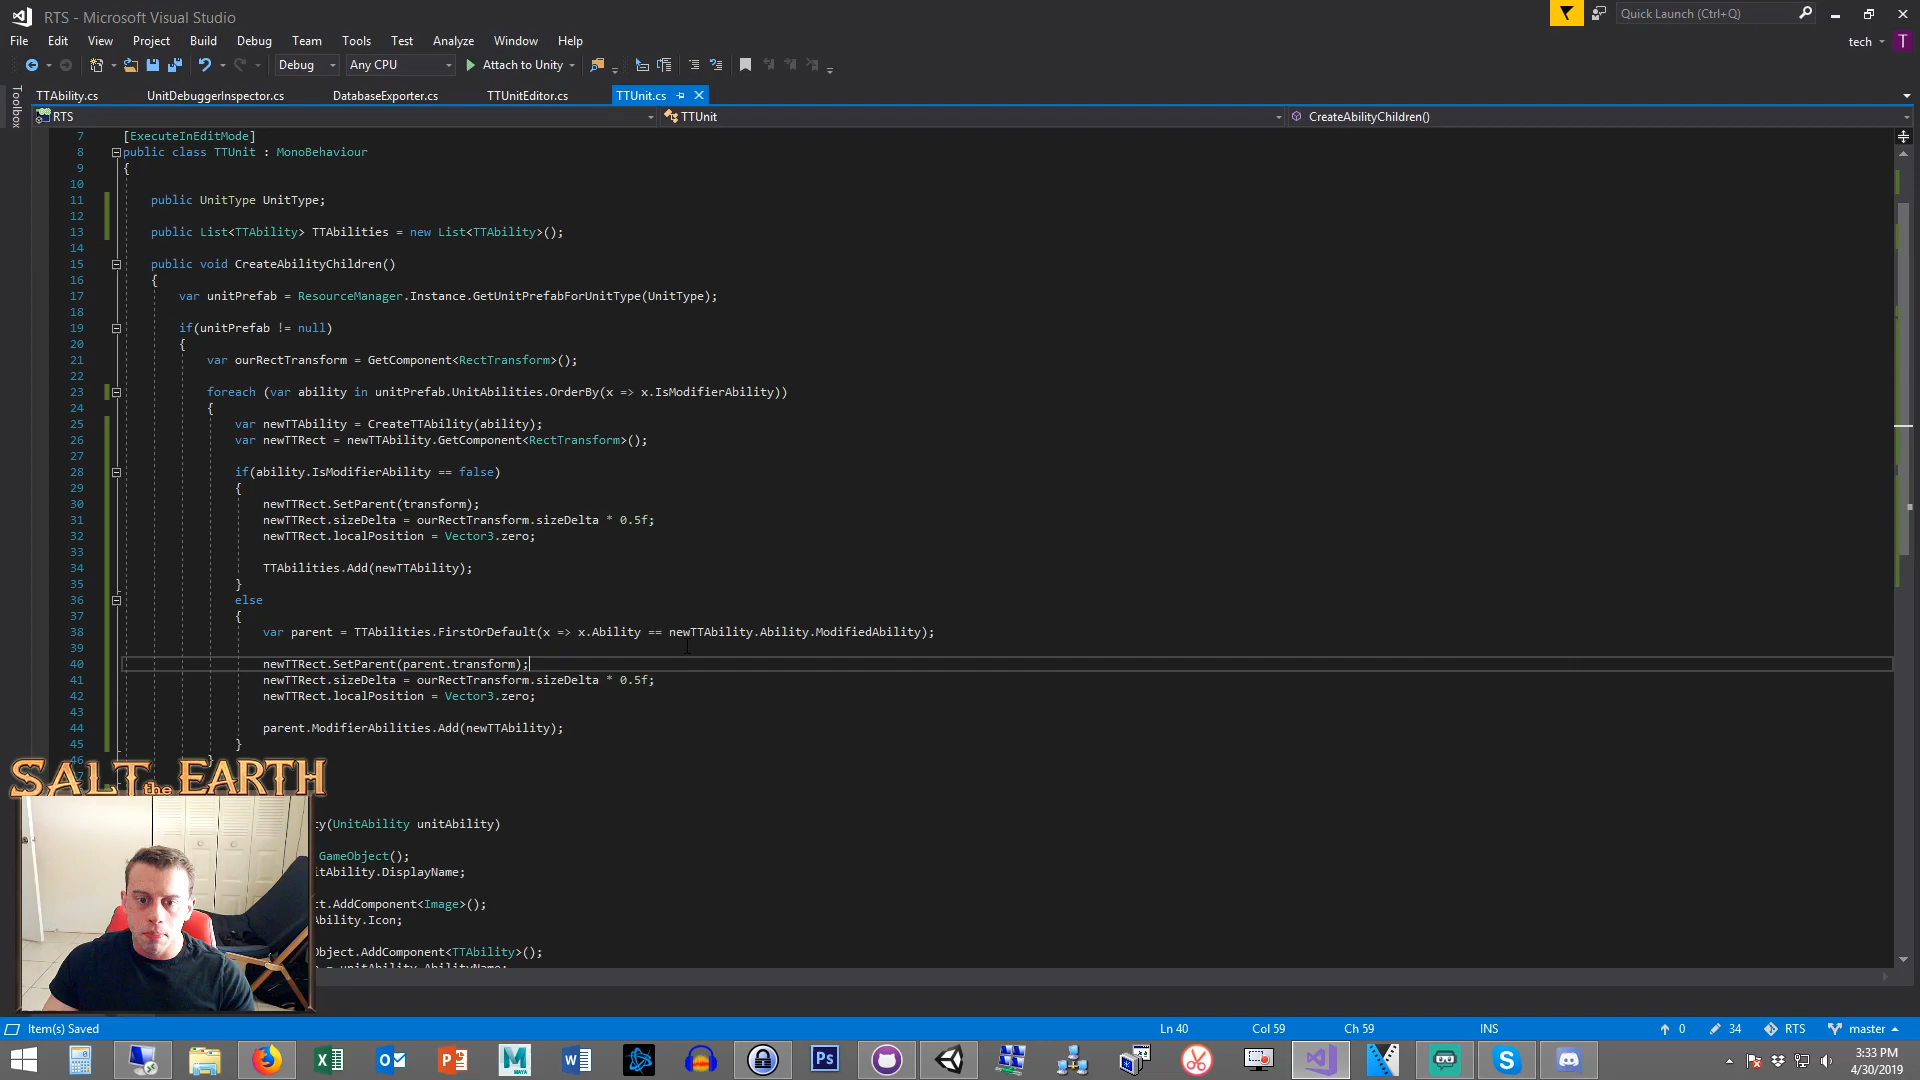 RTS - Microsoft Visual Studio
Quick Launch (Ctrl+Q)
File Edit View Project Build Debug Team Tools Test Analyze Window Help
tech T
Debug Any CPU Attach to Unity
Toolbox
TTAbility.cs UnitDebuggerInspector.cs DatabaseExporter.cs TTUnitEditor.cs TTUnit.cs
RTS TTUnit CreateAbilityChildren()
7 [ExecuteInEditMode]
8 public class TTUnit : MonoBehaviour
9 {
10
11 public UnitType UnitType;
12
13 public List<TTAbility> TTAbilities = new List<TTAbility>();
14
15 public void CreateAbilityChildren()
16 {
17 var unitPrefab = ResourceManager.Instance.GetUnitPrefabForUnitType(UnitType);
18
19 if(unitPrefab != null)
20 {
21 var ourRectTransform = GetComponent<RectTransform>();
22
23 foreach (var ability in unitPrefab.UnitAbilities.OrderBy(x => x.IsModifierAbility))
24 {
25 var newTTAbility = CreateTTAbility(ability);
26 var newTTRect = newTTAbility.GetComponent<RectTransform>();
27
28 if(ability.IsModifierAbility == false)
29 {
30 newTTRect.SetParent(transform);
31 newTTRect.sizeDelta = ourRectTransform.sizeDelta * 0.5f;
32 newTTRect.localPosition = Vector3.zero;
33
34 TTAbilities.Add(newTTAbility);
35 }
36 else
37 {
38 var parent = TTAbilities.FirstOrDefault(x => x.Ability == newTTAbility.Ability.ModifiedAbility);
39
40 newTTRect.SetParent(parent.transform);
41 newTTRect.sizeDelta = ourRectTransform.sizeDelta * 0.5f;
42 newTTRect.localPosition = Vector3.zero;
43
44 parent.ModifierAbilities.Add(newTTAbility);
45 }
46 }
SALT the EARTH
ty(UnitAbility unitAbility)
GameObject();
itAbility.DisplayName;
ct.AddComponent<Image>();
Ability.Icon;
Object.AddComponent<TTAbility>();
= unitAbility.AbilityName;
Item(s) Saved Ln 40 Col 59 Ch 59 INS 0 34 RTS master
3:33 PM
4/30/2019